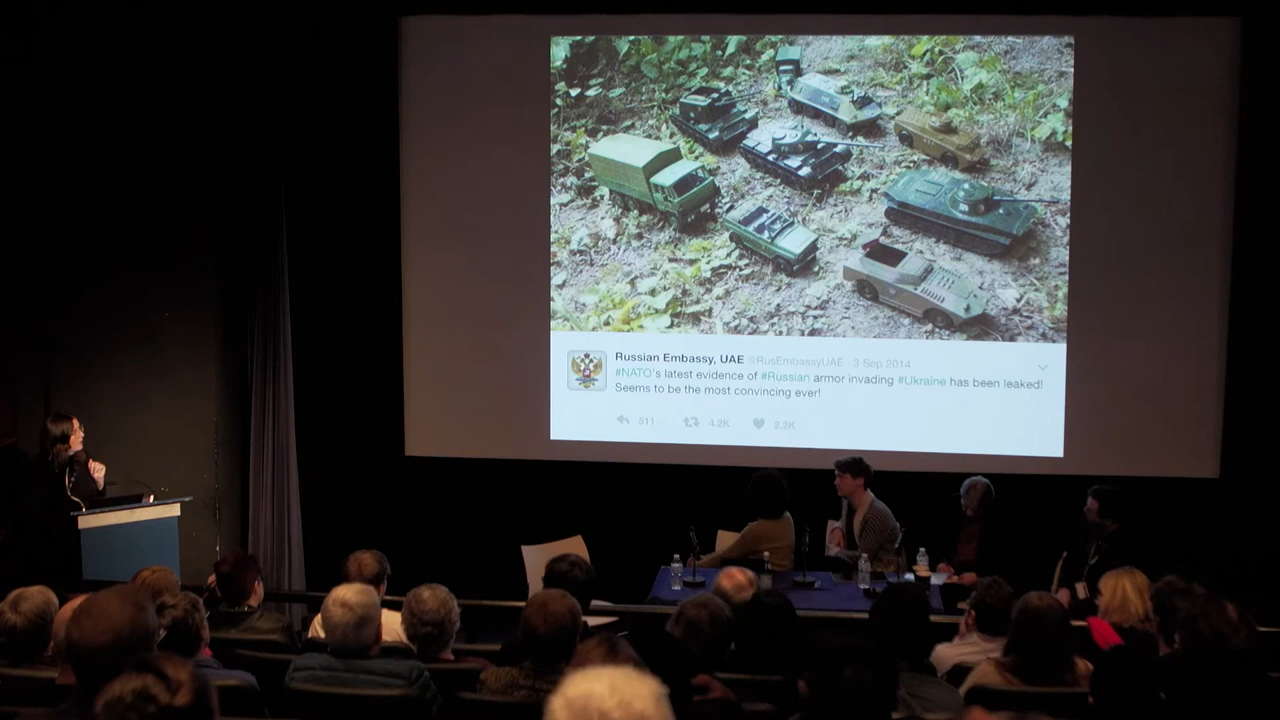 Russian Embassy, UAE @RusEmbassyUAE · 3 Sep 2014
#NATO's latest evidence of #Russian armor invading #Ukraine has been leaked!
Seems to be the most convincing ever!
511 4.2K 2.2K